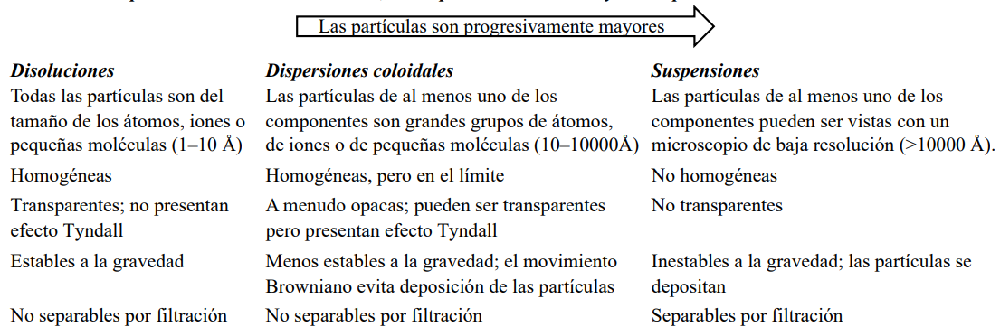 Las partículas son progresivamente mayores
Disoluciones
Todas las partículas son del
tamaño de los átomos, iones o
pequeñas moléculas (1–10 Å)
Dispersiones coloidales
Las partículas de al menos uno de los
componentes son grandes grupos de átomos,
de iones o de pequeñas moléculas (10–10000Å)
Suspensiones
Las partículas de al menos uno de los
componentes pueden ser vistas con un
microscopio de baja resolución (>10000 Å).
Homogéneas
Homogéneas, pero en el límite
No homogéneas
Transparentes; no presentan
efecto Tyndall
A menudo opacas; pueden ser transparentes
pero presentan efecto Tyndall
No transparentes
Estables a la gravedad
Menos estables a la gravedad; el movimiento
Browniano evita deposición de las partículas
Inestables a la gravedad; las partículas se
depositan
No separables por filtración
No separables por filtración
Separables por filtración